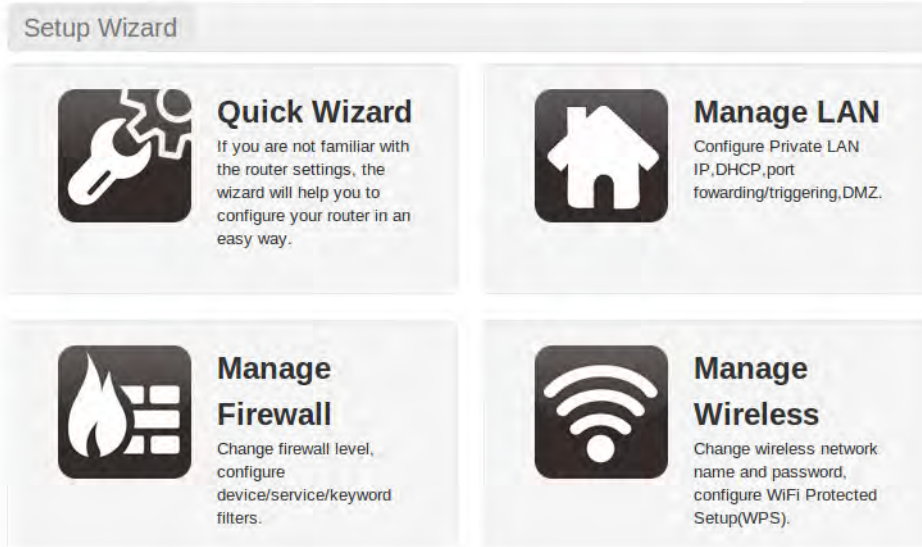 Setup Wizard
Quick Wizard
If you are not familiar with
the router settings, the
wizard will help you to
configure your router in an
easy way.
Manage LAN
Configure Private LAN
IP,DHCP,port
fowarding/triggering,DMZ.
Manage
Firewall
Change firewall level,
configure
device/service/keyword
filters.
Manage
Wireless
Change wireless network
name and password,
configure WiFi Protected
Setup(WPS).